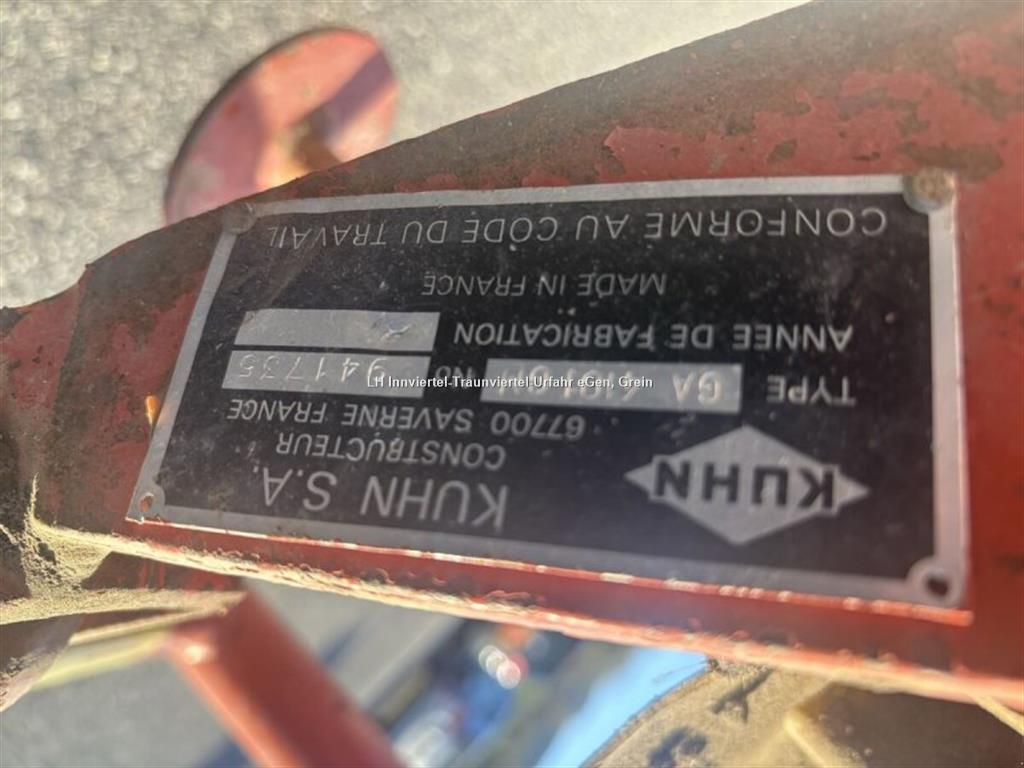 KUHN
KUHN S.A.
CONSTRUCTEUR
67700 SAVERNE FRANCE
TYPE GA NO 941735
ANNEE DE FABRICATION
MADE IN FRANCE
CONFORME AU CODE DU TRAVAIL
LH Innviertel-Traunviertel-Urfahr eGen, Grein